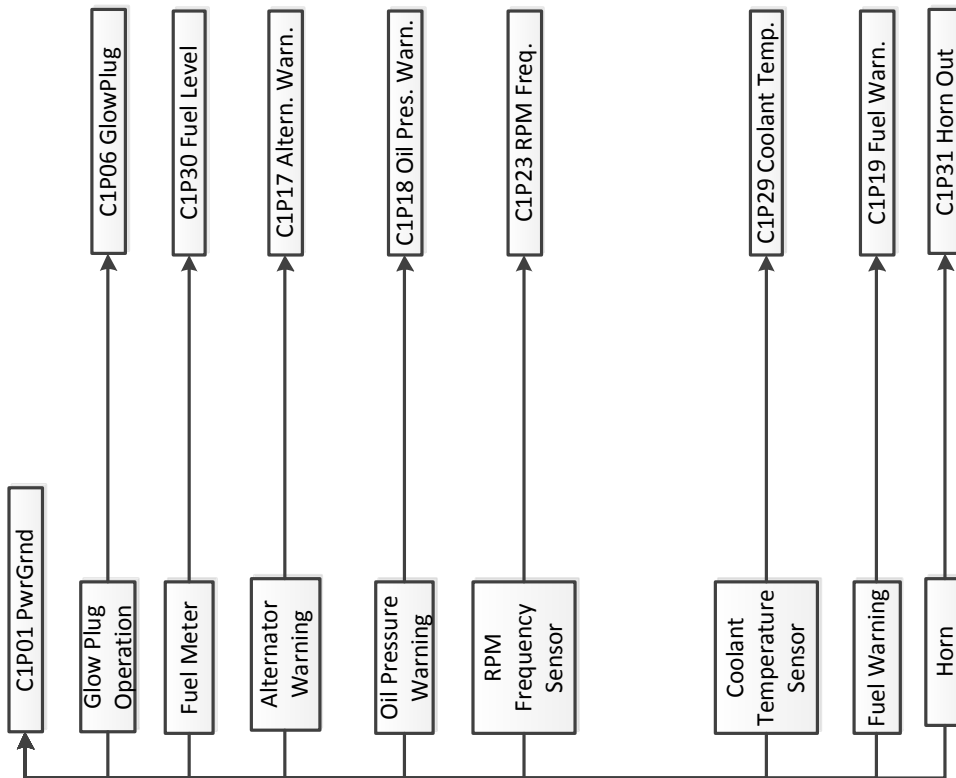 C1P06 GlowPlug
C1P30 Fuel Level
C1P17 Altern. Warn.
C1P18 Oil Pres. Warn.
C1P23 RPM Freq.
C1P29 Coolant Temp.
C1P19 Fuel Warn.
C1P31 Horn Out
C1P01 PwrGrnd
Glow Plug
Operation
Fuel Meter
Alternator
Warning
Oil Pressure
Warning
RPM
Frequency
Sensor
Coolant
Temperature
Sensor
Fuel Warning
Horn